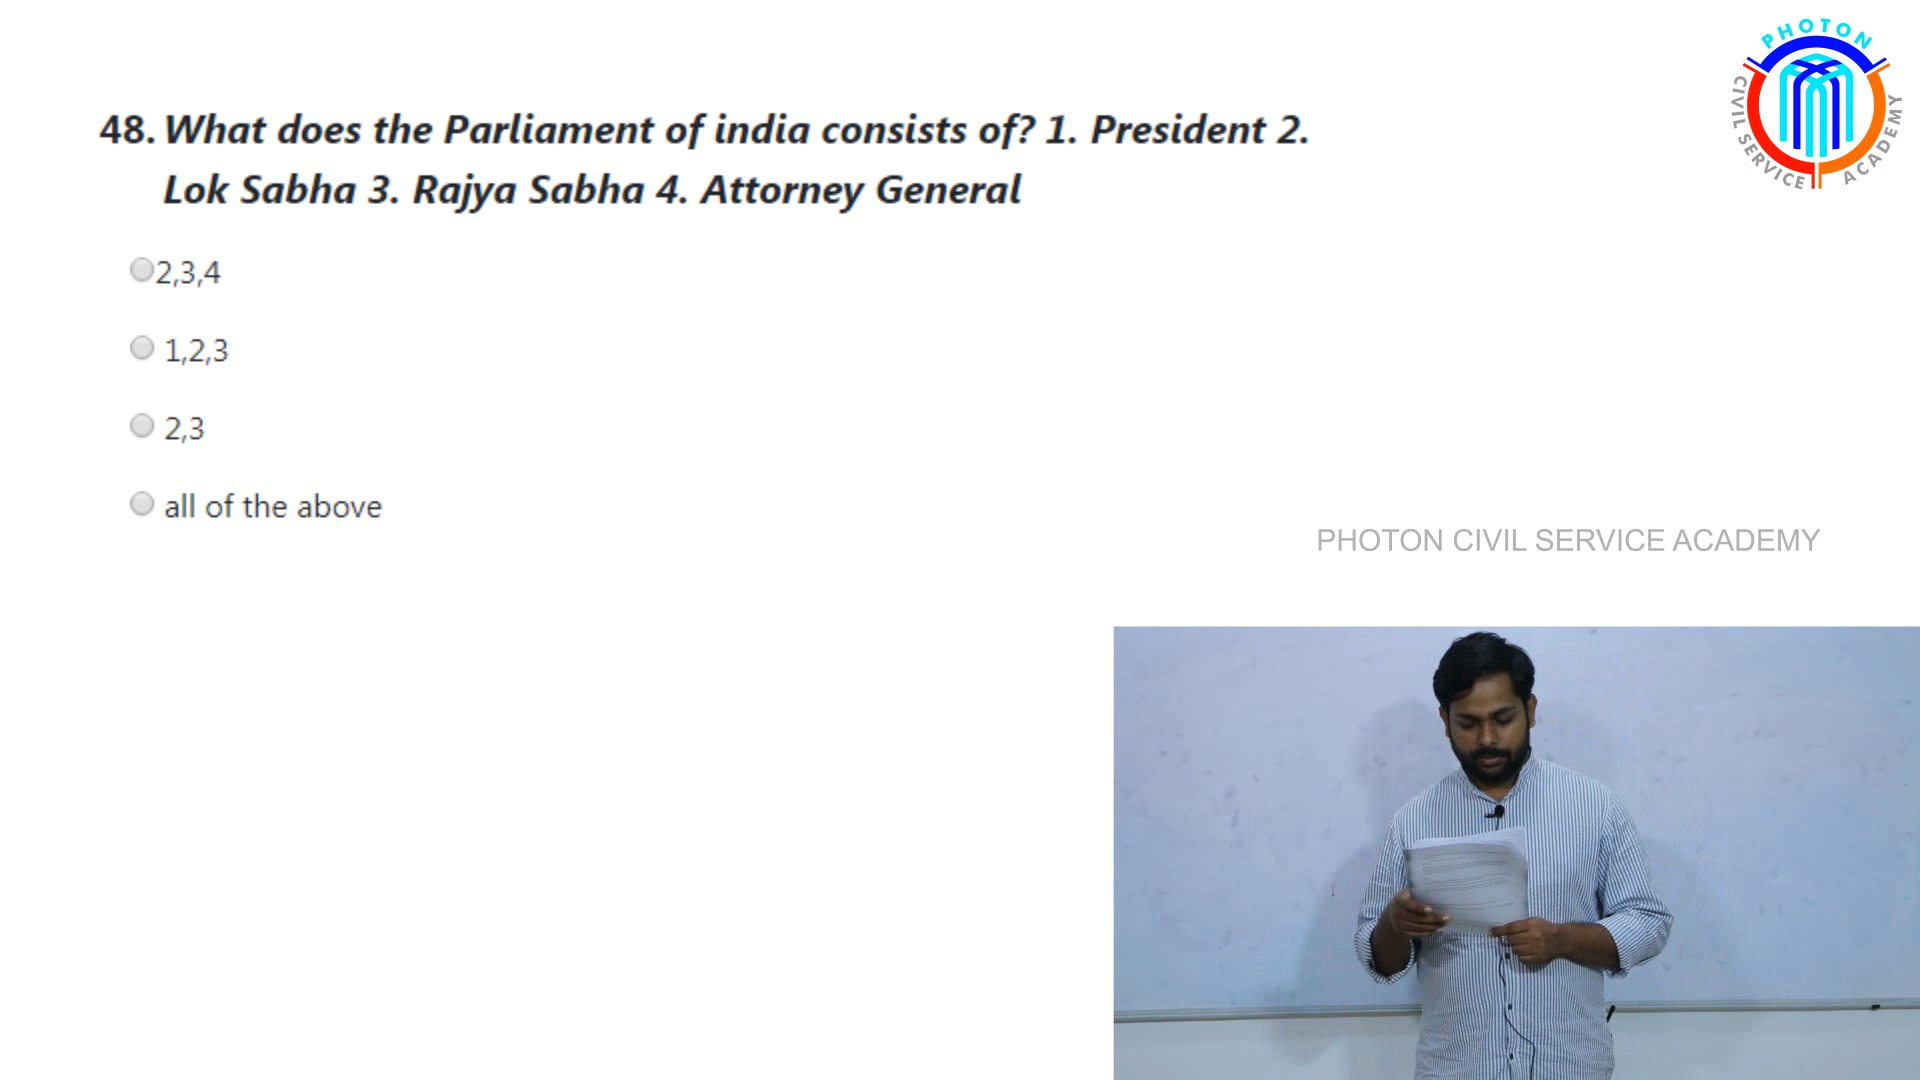 PHOTON
CIVIL SERVICE ACADEMY
48. What does the Parliament of india consists of? 1. President 2.
Lok Sabha 3. Rajya Sabha 4. Attorney General
2,3,4
1,2,3
2,3
all of the above
PHOTON CIVIL SERVICE ACADEMY